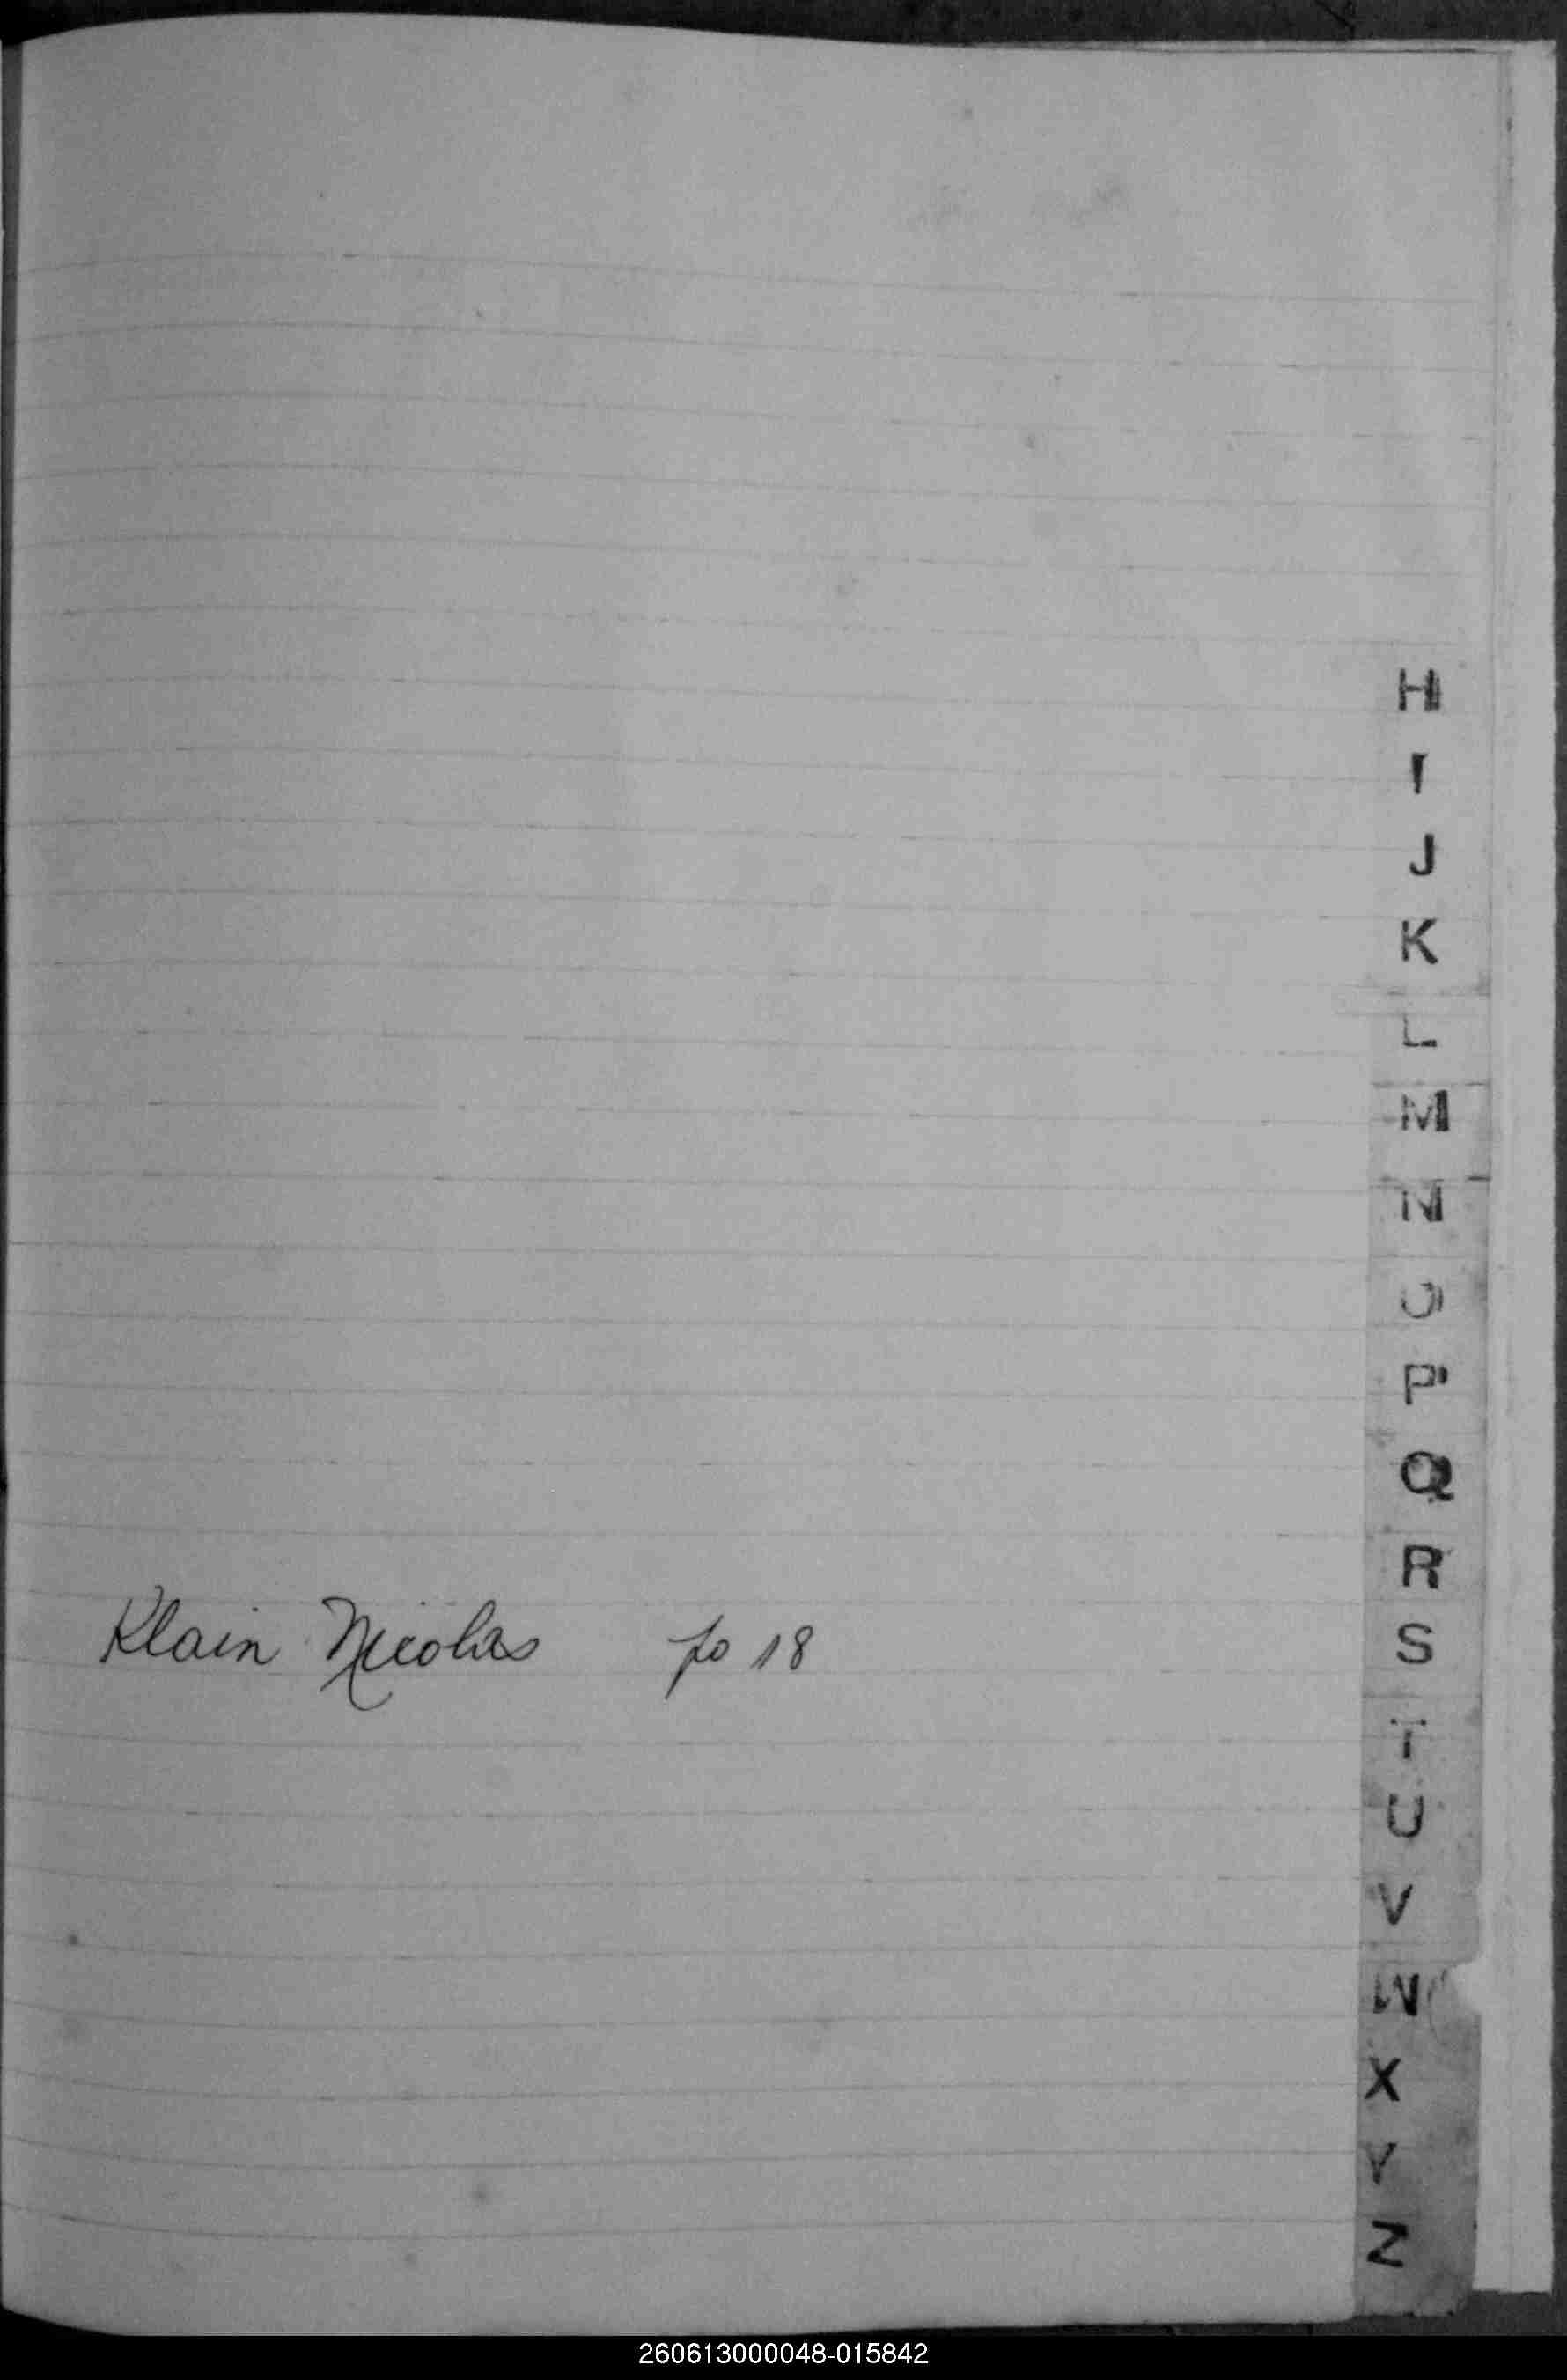 H
I
J
K
L
M
N
O
P
Q
R
Klain Nicolas fo 18
S
T
U
V
W
X
Y
Z
260613000048-015842